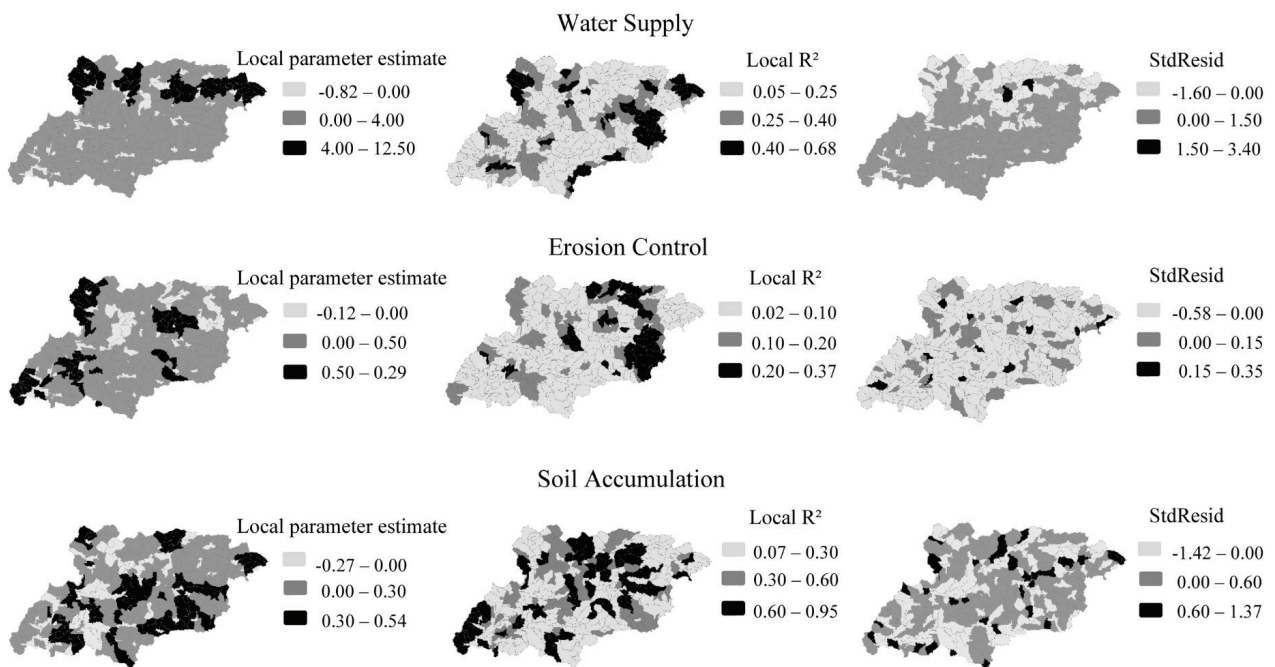 Water Supply
Local parameter estimate
-0.82 – 0.00
0.00 – 4.00
4.00 – 12.50
Local R²
0.05 – 0.25
0.25 – 0.40
0.40 – 0.68
StdResid
-1.60 – 0.00
0.00 – 1.50
1.50 – 3.40
Erosion Control
Local parameter estimate
-0.12 – 0.00
0.00 – 0.50
0.50 – 0.29
Local R²
0.02 – 0.10
0.10 – 0.20
0.20 – 0.37
StdResid
-0.58 – 0.00
0.00 – 0.15
0.15 – 0.35
Soil Accumulation
Local parameter estimate
-0.27 – 0.00
0.00 – 0.30
0.30 – 0.54
Local R²
0.07 – 0.30
0.30 – 0.60
0.60 – 0.95
StdResid
-1.42 – 0.00
0.00 – 0.60
0.60 – 1.37